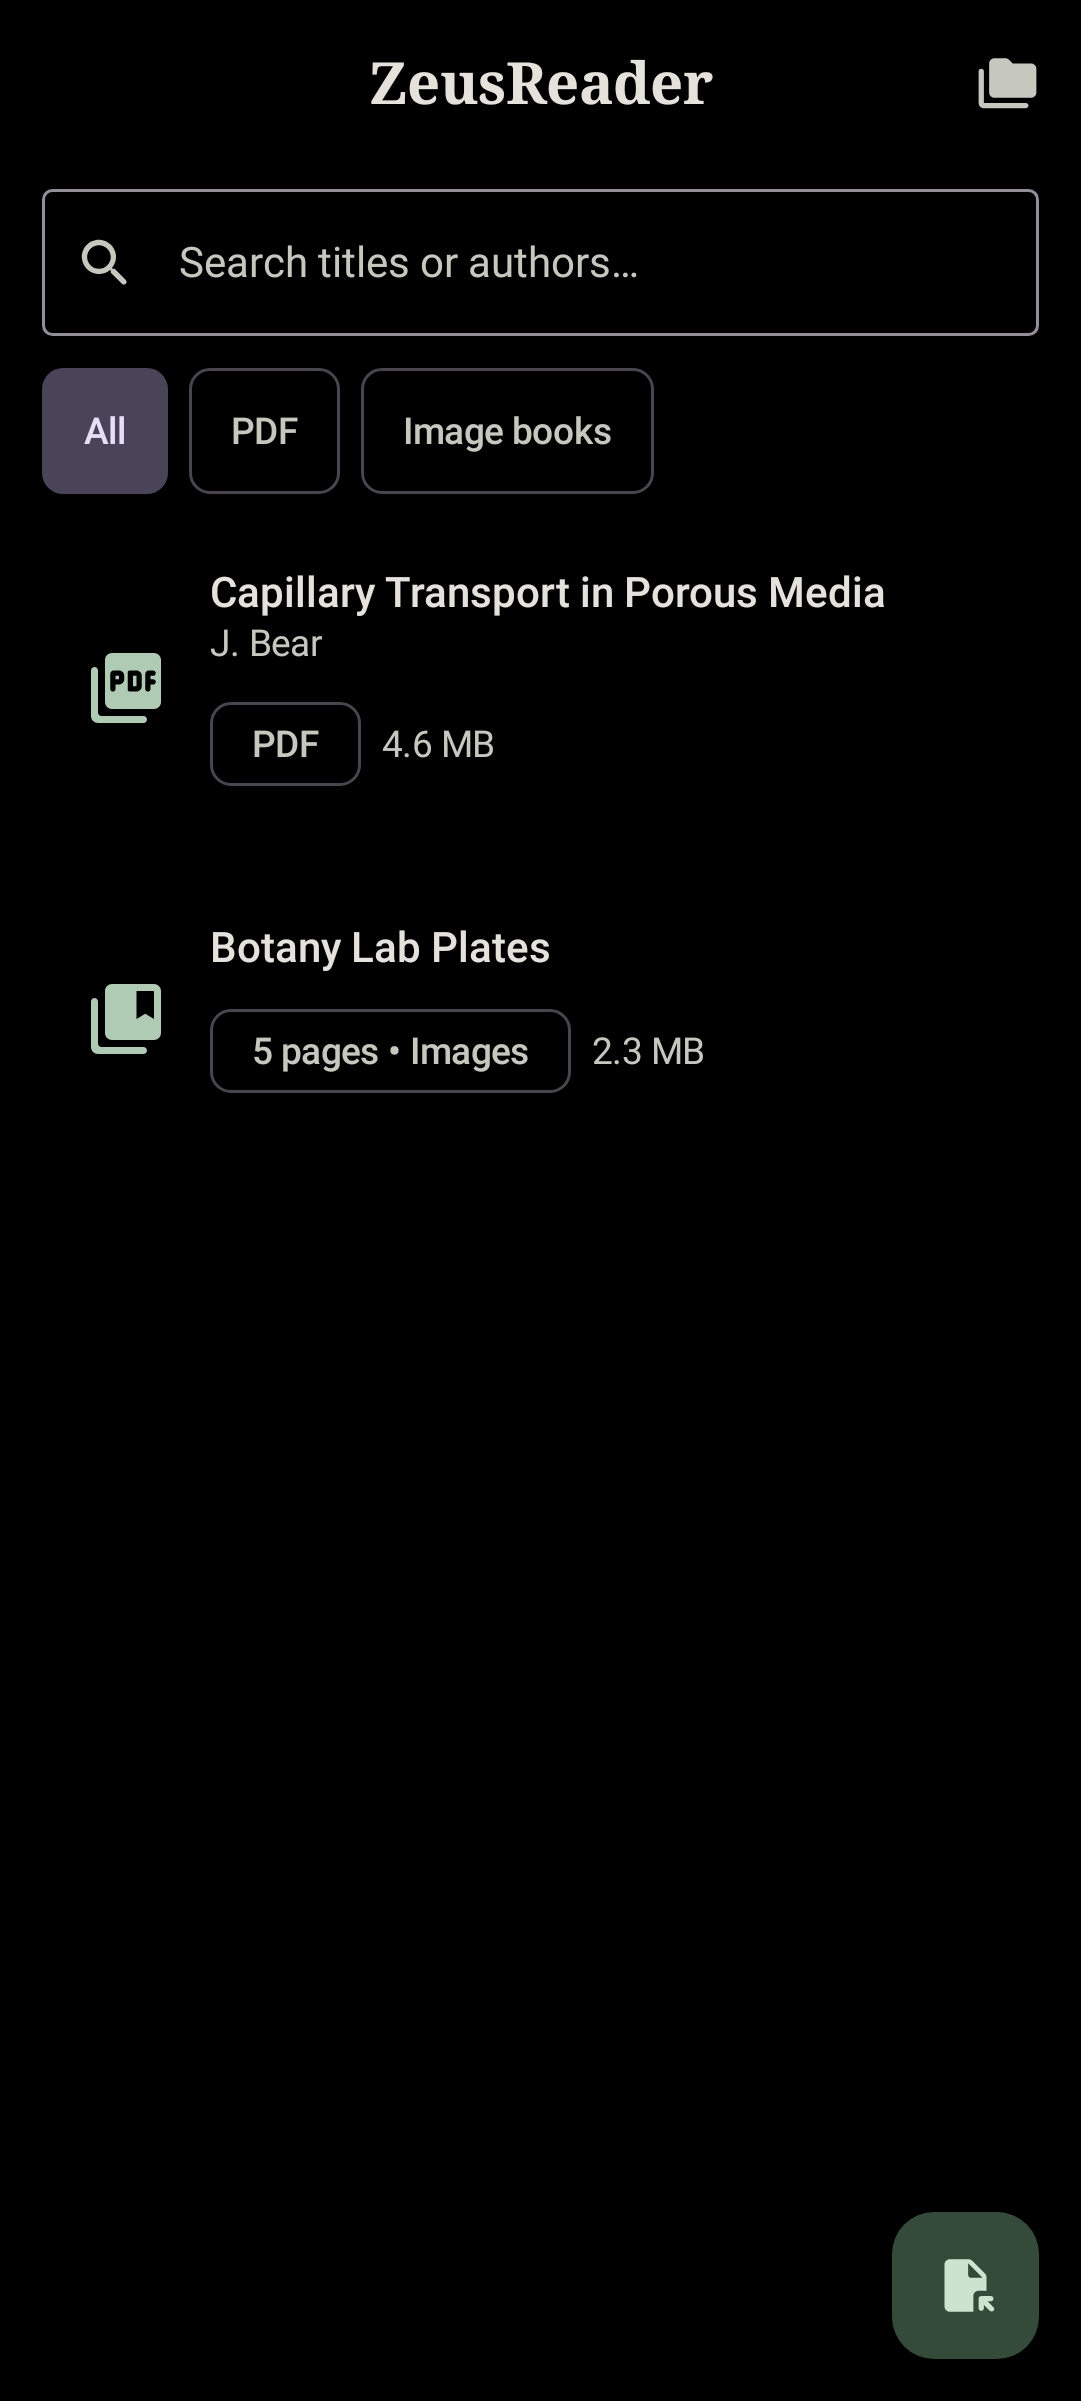 ZeusReader
Search titles or authors...
All
PDF
Image books
Capillary Transport in Porous Media
J. Bear
PDF
PDF
4.6 MB
Botany Lab Plates
5 pages • Images
2.3 MB